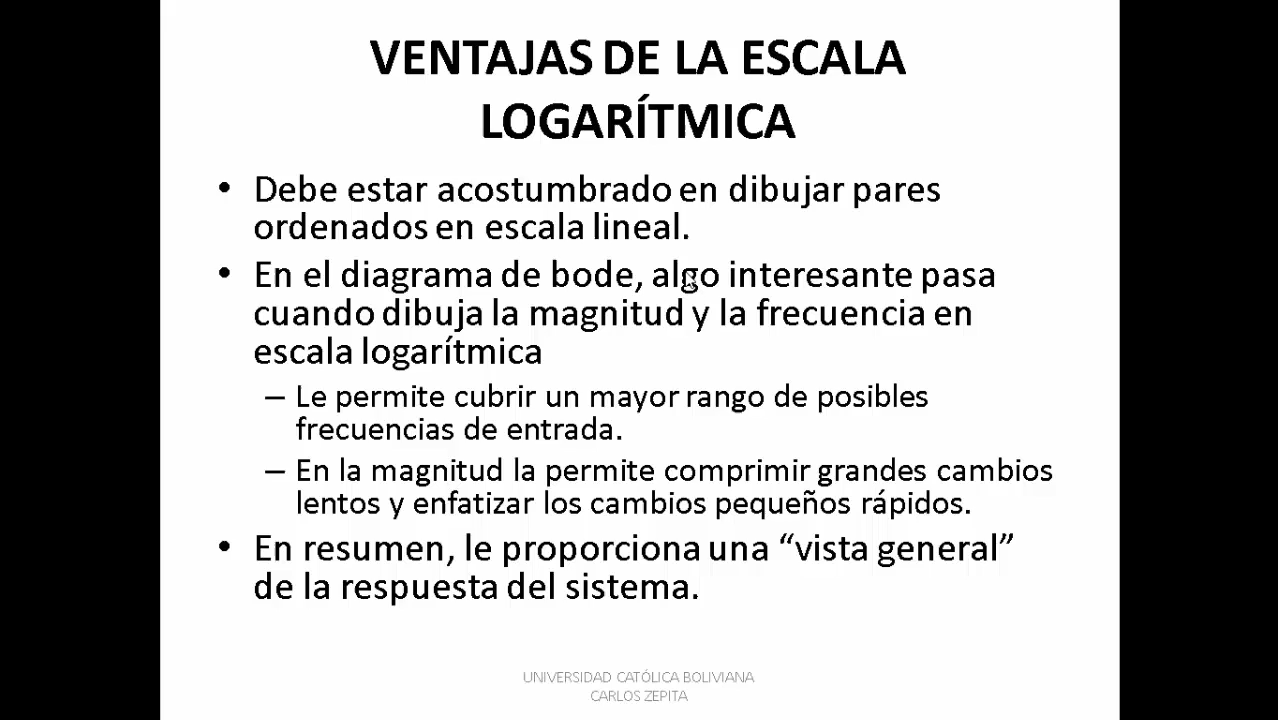 VENTAJAS DE LA ESCALA
LOGARÍTMICA
• Debe estar acostumbrado en dibujar pares
ordenados en escala lineal.
• En el diagrama de bode, algo interesante pasa
cuando dibuja la magnitud y la frecuencia en
escala logarítmica
– Le permite cubrir un mayor rango de posibles
frecuencias de entrada.
– En la magnitud la permite comprimir grandes cambios
lentos y enfatizar los cambios pequeños rápidos.
• En resumen, le proporciona una “vista general”
de la respuesta del sistema.
UNIVERSIDAD CATÓLICA BOLIVIANA
CARLOS ZEPITA